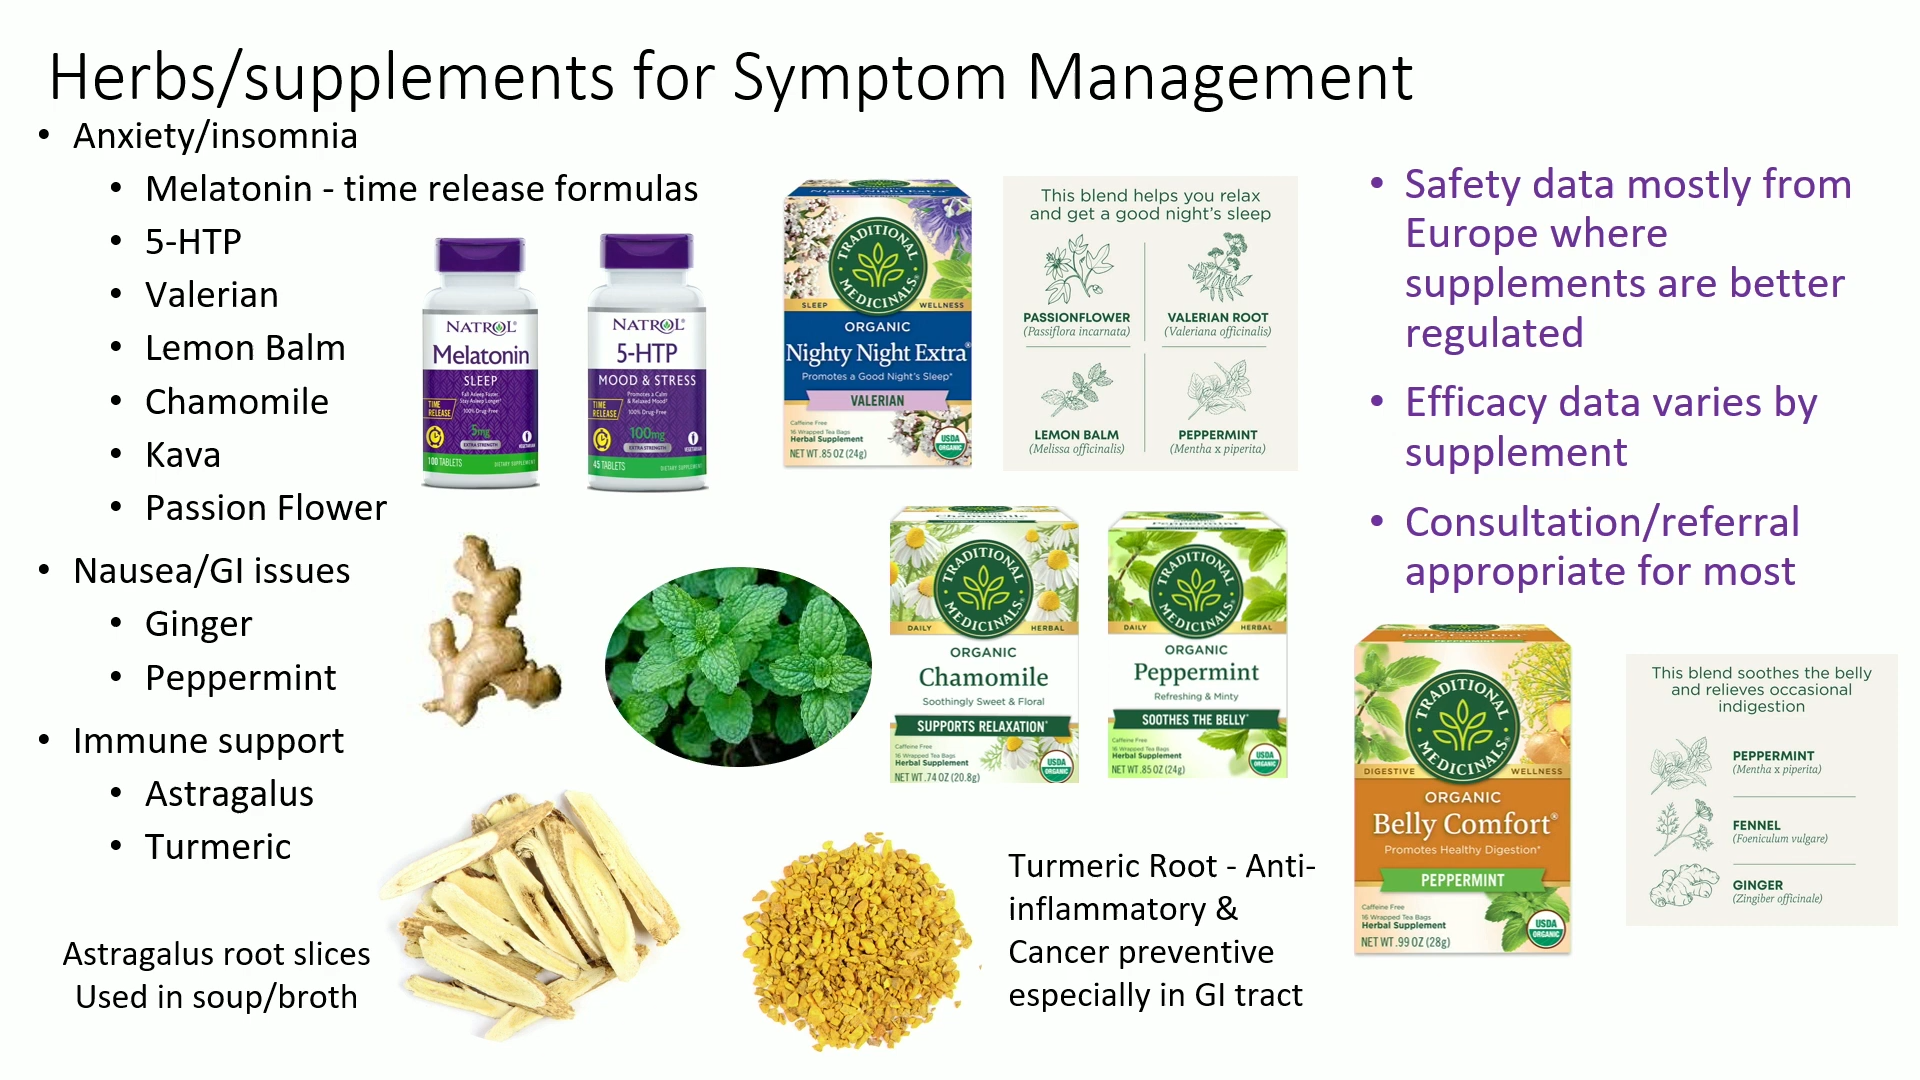 Herbs/supplements for Symptom Management
• Anxiety/insomnia
• Melatonin - time release formulas
• 5-HTP
• Valerian
• Lemon Balm
• Chamomile
• Kava
• Passion Flower
• Nausea/GI issues
• Ginger
• Peppermint
• Immune support
• Astragalus
• Turmeric
Astragalus root slices
Used in soup/broth
NATROL®
Melatonin
SLEEP
Fall Asleep Faster,
Stay Asleep Longer*
100% Drug-Free
TIME
RELEASE
5mg
EXTRA STRENGTH
VEGETARIAN
100 TABLETS
DIETARY SUPPLEMENT
NATROL®
5-HTP
MOOD & STRESS
Promotes a Calm
& Relaxed Mood*
100% Drug-Free
TIME
RELEASE
100mg
EXTRA STRENGTH
VEGETARIAN
45 TABLETS
DIETARY SUPPLEMENT
Nighty Night Extra
TRADITIONAL
MEDICINALS®
SLEEP WELLNESS
ORGANIC
Nighty Night Extra®
Promotes a Good Night's Sleep*
VALERIAN
Caffeine Free
16 Wrapped Tea Bags
Herbal Supplement
NET WT .85 OZ (24g)
USDA
ORGANIC
This blend helps you relax
and get a good night's sleep
PASSIONFLOWER
(Passiflora incarnata)
VALERIAN ROOT
(Valeriana officinalis)
LEMON BALM
(Melissa officinalis)
PEPPERMINT
(Mentha x piperita)
Chamomile
TRADITIONAL
MEDICINALS®
DAILY HERBAL
ORGANIC
Chamomile
Soothingly Sweet & Floral
SUPPORTS RELAXATION*
Caffeine Free
16 Wrapped Tea Bags
Herbal Supplement
NET WT .74 OZ (20.8g)
USDA
ORGANIC
Peppermint
TRADITIONAL
MEDICINALS®
DAILY HERBAL
ORGANIC
Peppermint
Refreshing & Minty
SOOTHES THE BELLY*
Caffeine Free
16 Wrapped Tea Bags
Herbal Supplement
NET WT .85 OZ (24g)
USDA
ORGANIC
Turmeric Root - Anti-
inflammatory &
Cancer preventive
especially in GI tract
• Safety data mostly from
Europe where
supplements are better
regulated
• Efficacy data varies by
supplement
• Consultation/referral
appropriate for most
Belly Comfort
PEPPERMINT
TRADITIONAL
MEDICINALS®
DIGESTIVE WELLNESS
ORGANIC
Belly Comfort®
Promotes Healthy Digestion*
PEPPERMINT
Caffeine Free
16 Wrapped Tea Bags
Herbal Supplement
NET WT .99 OZ (28g)
USDA
ORGANIC
This blend soothes the belly
and relieves occasional
indigestion
PEPPERMINT
(Mentha x piperita)
FENNEL
(Foeniculum vulgare)
GINGER
(Zingiber officinale)